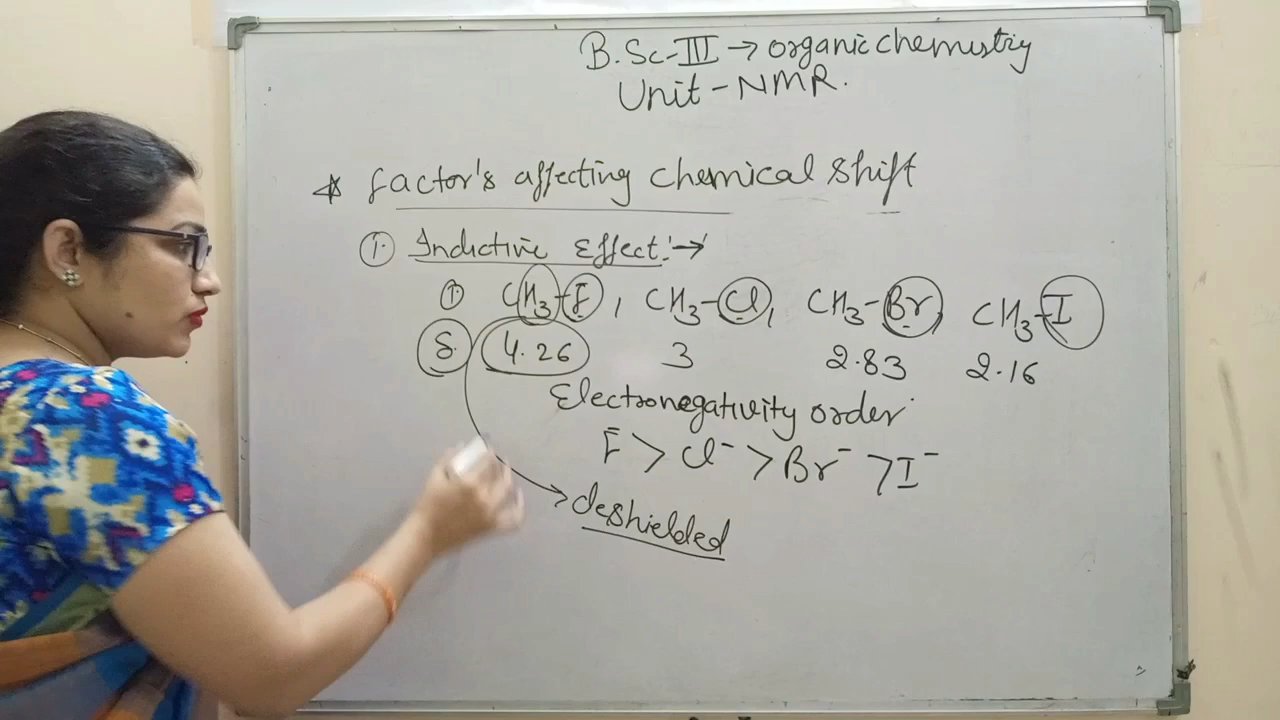 B.Sc-III → organic chemistry
Unit - NMR.
* factor's affecting chemical shift
① Inductive Effect:→
① CH3-F, CH3-Cl, CH3-Br, CH3-I
δ 4.26 3 2.83 2.16
Electronegativity order
F⁻ > Cl⁻ > Br⁻ > I⁻
deshielded